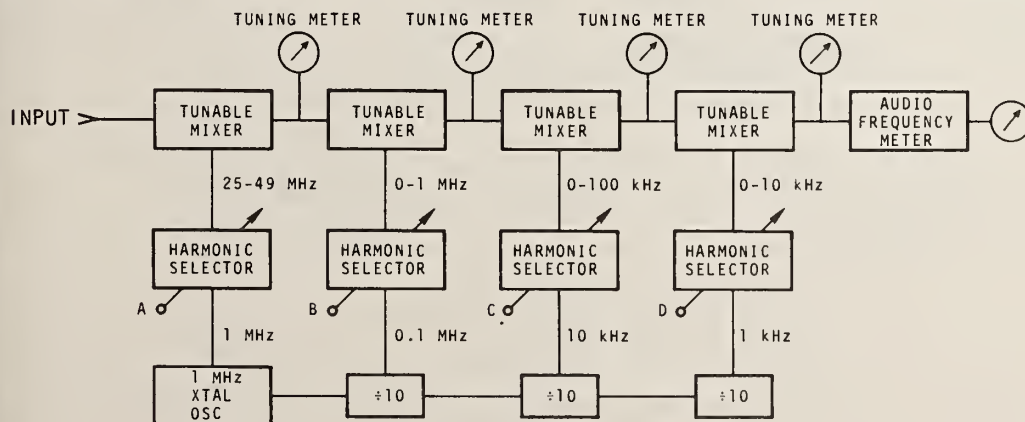 TUNING METER TUNING METER TUNING METER TUNING METER
INPUT
TUNABLE
MIXER
TUNABLE
MIXER
TUNABLE
MIXER
TUNABLE
MIXER
AUDIO
FREQUENCY
METER
25-49 MHz
0-1 MHz
0-100 kHz
0-10 kHz
HARMONIC
SELECTOR
HARMONIC
SELECTOR
HARMONIC
SELECTOR
HARMONIC
SELECTOR
A
B
C
D
1 MHz
0.1 MHz
10 kHz
1 kHz
1 MHz
XTAL
OSC
÷10
÷10
÷10